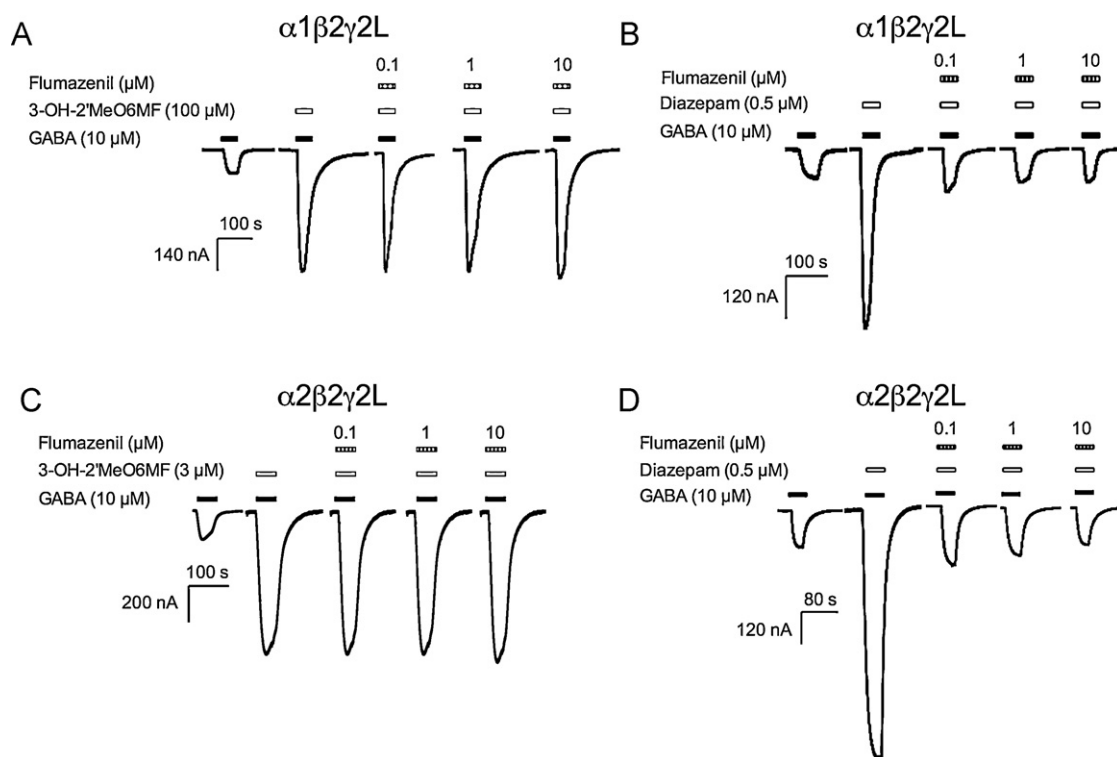 A
α1β2γ2L
Flumazenil (μM)
0.1 1 10
3-OH-2'MeO6MF (100 μM)
GABA (10 μM)
100 s
140 nA
B
α1β2γ2L
0.1 1 10
Flumazenil (μM)
Diazepam (0.5 μM)
GABA (10 μM)
100 s
120 nA
C
α2β2γ2L
0.1 1 10
Flumazenil (μM)
3-OH-2'MeO6MF (3 μM)
GABA (10 μM)
100 s
200 nA
D
α2β2γ2L
0.1 1 10
Flumazenil (μM)
Diazepam (0.5 μM)
GABA (10 μM)
80 s
120 nA